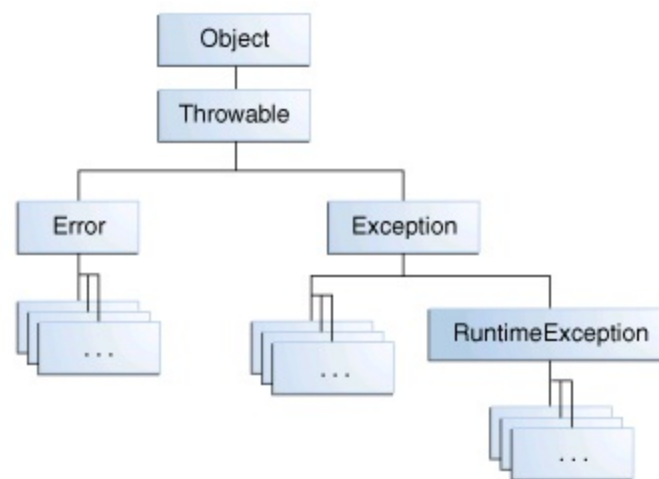 Object
Throwable
Error
Exception
. . .
. . .
RuntimeException
. . .